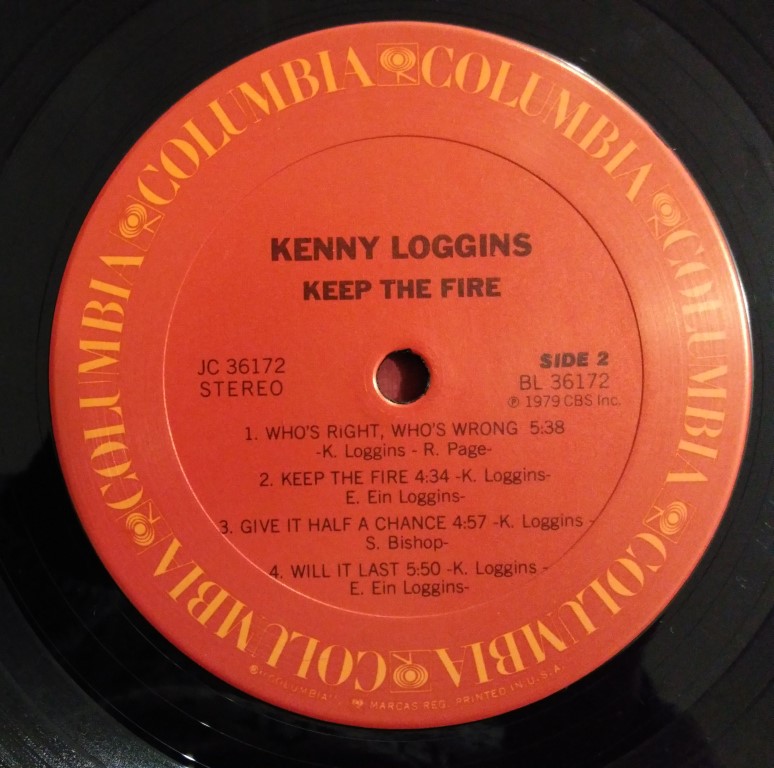 COLUMBIA COLUMBIA COLUMBIA COLUMBIA COLUMBIA COLUMBIA
KENNY LOGGINS
KEEP THE FIRE
JC 36172
STEREO
SIDE 2
BL 36172
℗ 1979 CBS Inc.
1. WHO'S RIGHT, WHO'S WRONG 5:38
-K. Loggins - R. Page-
2. KEEP THE FIRE 4:34 -K. Loggins-
E. Ein Loggins-
3. GIVE IT HALF A CHANCE 4:57 -K. Loggins -
S. Bishop-
4. WILL IT LAST 5:50 -K. Loggins -
E. Ein Loggins-
® "COLUMBIA", MARCAS REG. PRINTED IN U.S.A.